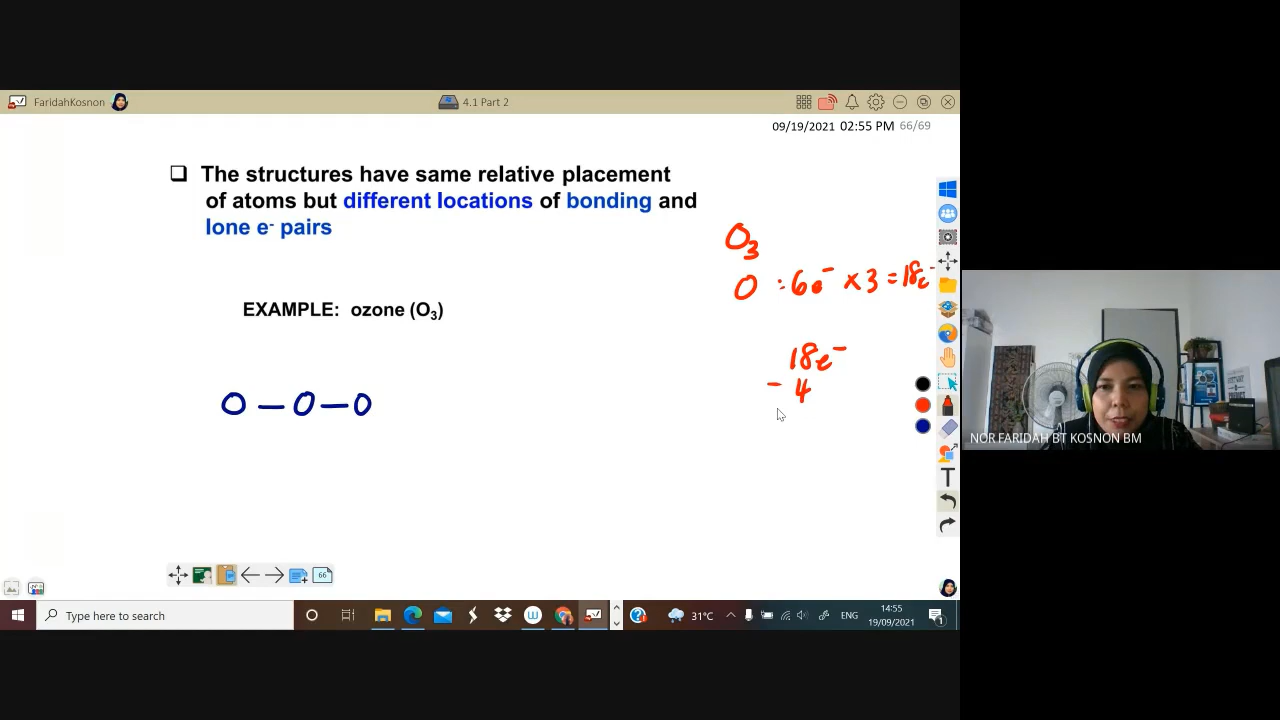 FaridahKosnon
4.1 Part 2
09/19/2021 02:55 PM 66/69
❑ The structures have same relative placement
of atoms but different locations of bonding and
lone e- pairs
O3
O : 6e- × 3 = 18e-
EXAMPLE: ozone (O3)
18e-
- 4
O — O — O
NOR FARIDAH BT KOSNON BM
T
66
Type here to search
31°C
ENG
14:55
19/09/2021
1